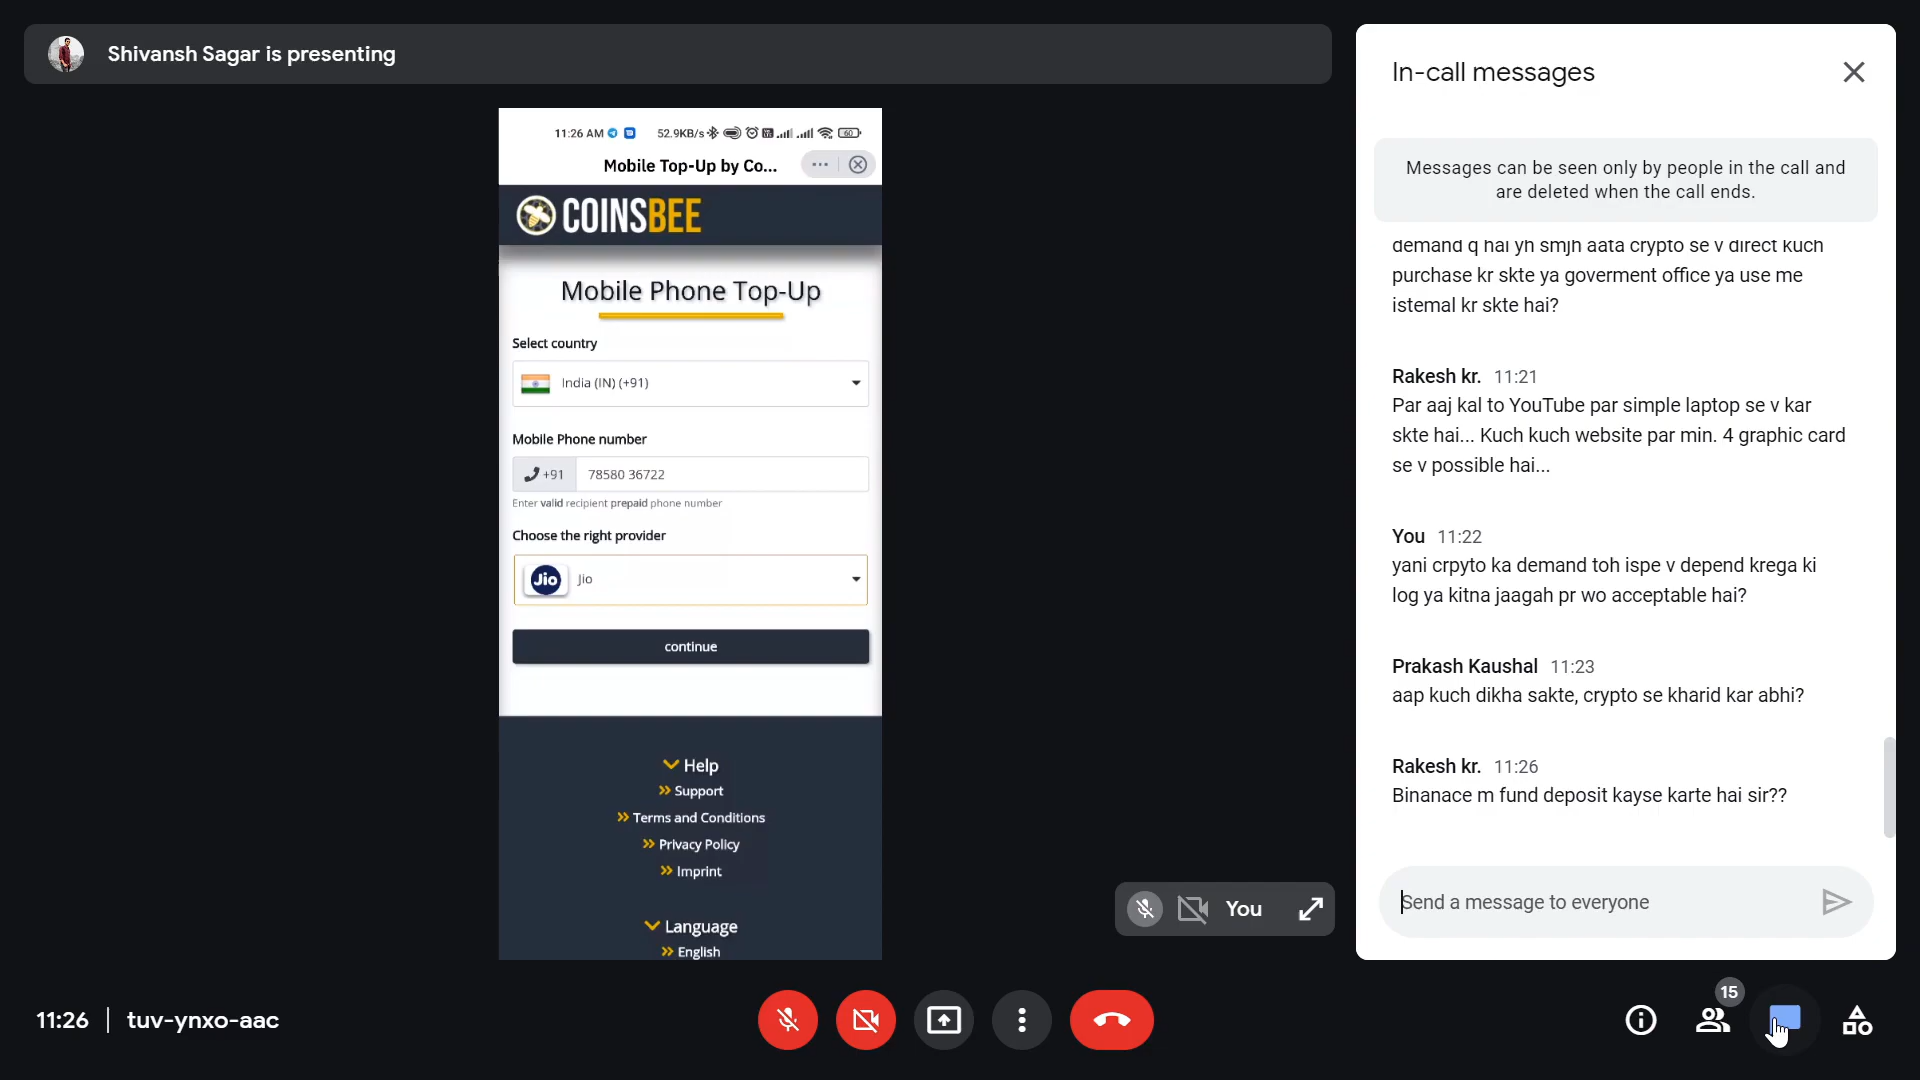 Shivansh Sagar is presenting
11:26 AM
52.9KB/s
60
Mobile Top-Up by Co...
COINSBEE
Mobile Phone Top-Up
Select country
India (IN) (+91)
Mobile Phone number
+91
78580 36722
Enter valid recipient prepaid phone number
Choose the right provider
Jio
Jio
continue
Help
Support
Terms and Conditions
Privacy Policy
Imprint
Language
English
You
In-call messages
Messages can be seen only by people in the call and
are deleted when the call ends.
demand q hai yh smjh aata crypto se v direct kuch
purchase kr skte ya goverment office ya use me
istemal kr skte hai?
Rakesh kr. 11:21
Par aaj kal to YouTube par simple laptop se v kar
skte hai... Kuch kuch website par min. 4 graphic card
se v possible hai...
You 11:22
yani crpyto ka demand toh ispe v depend krega ki
log ya kitna jaagah pr wo acceptable hai?
Prakash Kaushal 11:23
aap kuch dikha sakte, crypto se kharid kar abhi?
Rakesh kr. 11:26
Binanace m fund deposit kayse karte hai sir??
Send a message to everyone
11:26
tuv-ynxo-aac
15